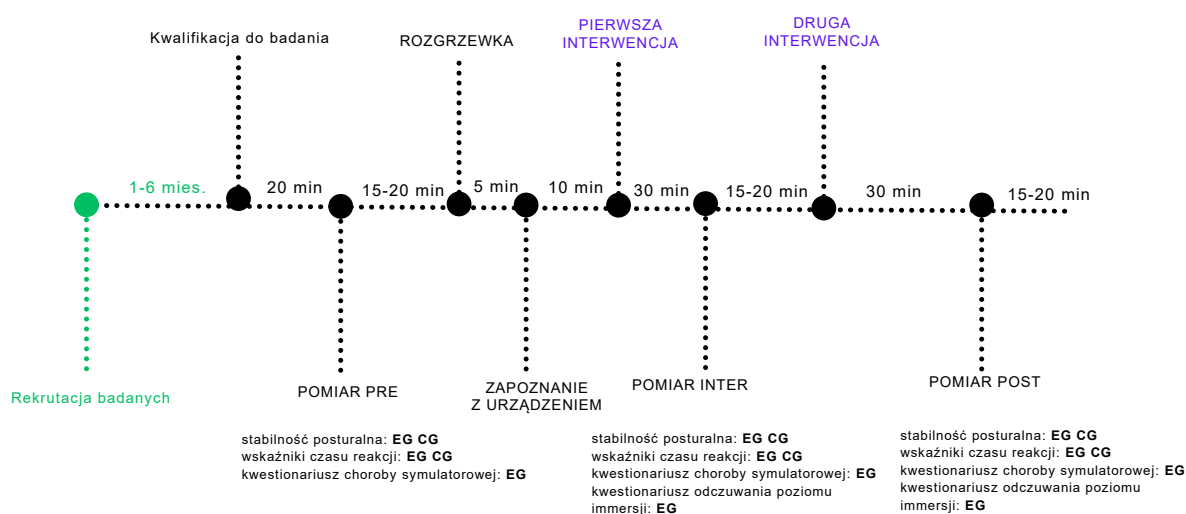 Kwalifikacja do badania
ROZGRZEWKA
PIERWSZA
INTERWENCJA
DRUGA
INTERWENCJA
1-6 mies.
20 min
15-20 min
5 min
10 min
30 min
15-20 min
30 min
15-20 min
Rekrutacja badanych
POMIAR PRE
ZAPOZNANIE
Z URZĄDZENIEM
POMIAR INTER
POMIAR POST
stabilność posturalna: EG CG
wskaźniki czasu reakcji: EG CG
kwestionariusz choroby symulatorowej: EG
stabilność posturalna: EG CG
wskaźniki czasu reakcji: EG CG
kwestionariusz choroby symulatorowej: EG
kwestionariusz odczuwania poziomu
immersji: EG
stabilność posturalna: EG CG
wskaźniki czasu reakcji: EG CG
kwestionariusz choroby symulatorowej: EG
kwestionariusz odczuwania poziomu
immersji: EG